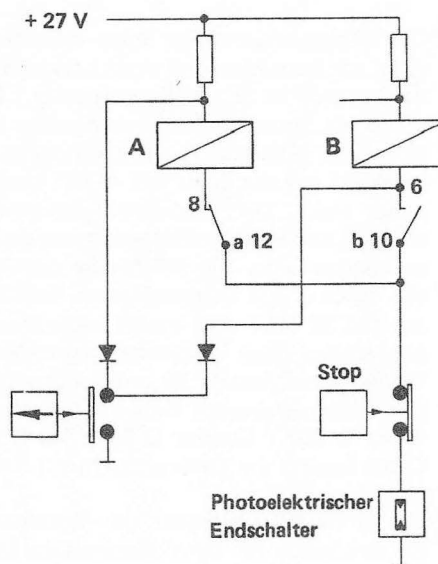 + 27 V
A
B
8
6
a 12
b 10
Stop
Photoelektrischer
Endschalter